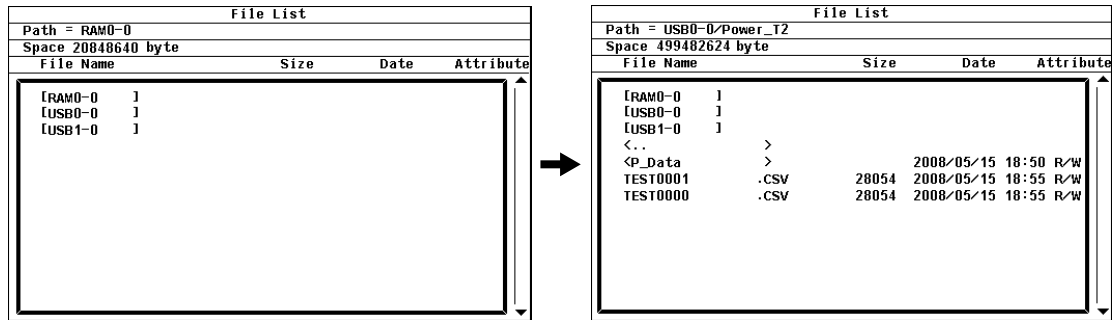 File List
Path = RAM0-0
Space 20848640 byte
File Name Size Date Attribute
[RAM0-0 ]
[USB0-0 ]
[USB1-0 ]
File List
Path = USB0-0/Power_T2
Space 499482624 byte
File Name Size Date Attribute
[RAM0-0 ]
[USB0-0 ]
[USB1-0 ]
<.. >
<P_Data > 2008/05/15 18:50 R/W
TEST0001 .CSV 28054 2008/05/15 18:55 R/W
TEST0000 .CSV 28054 2008/05/15 18:55 R/W